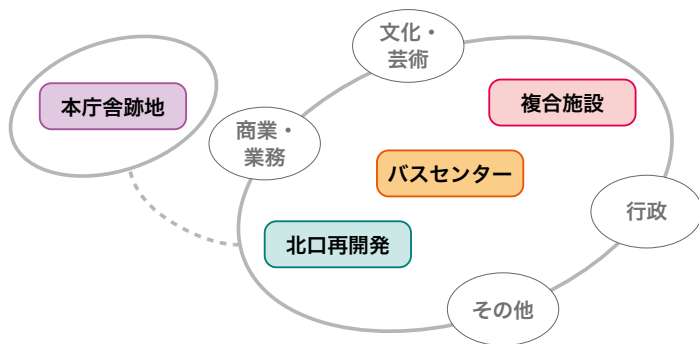 文化・
芸術
本庁舎跡地
複合施設
商業・
業務
バスセンター
行政
北口再開発
その他